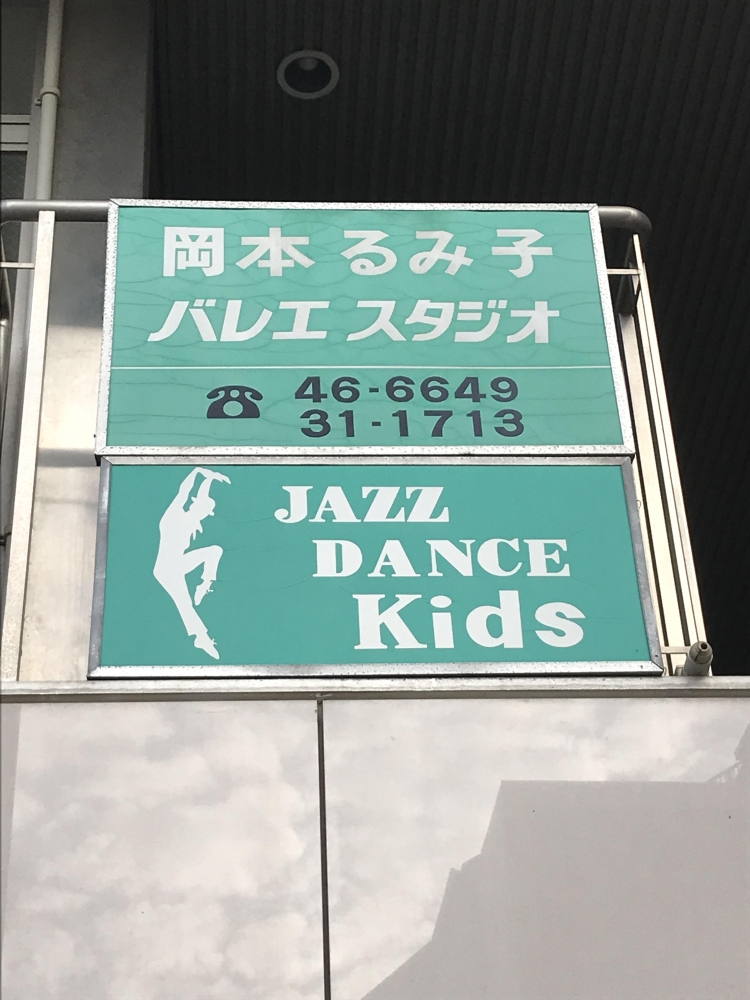 岡本 るみ子
バレエ スタジオ
☎ 46-6649
31-1713
JAZZ
DANCE
Kids